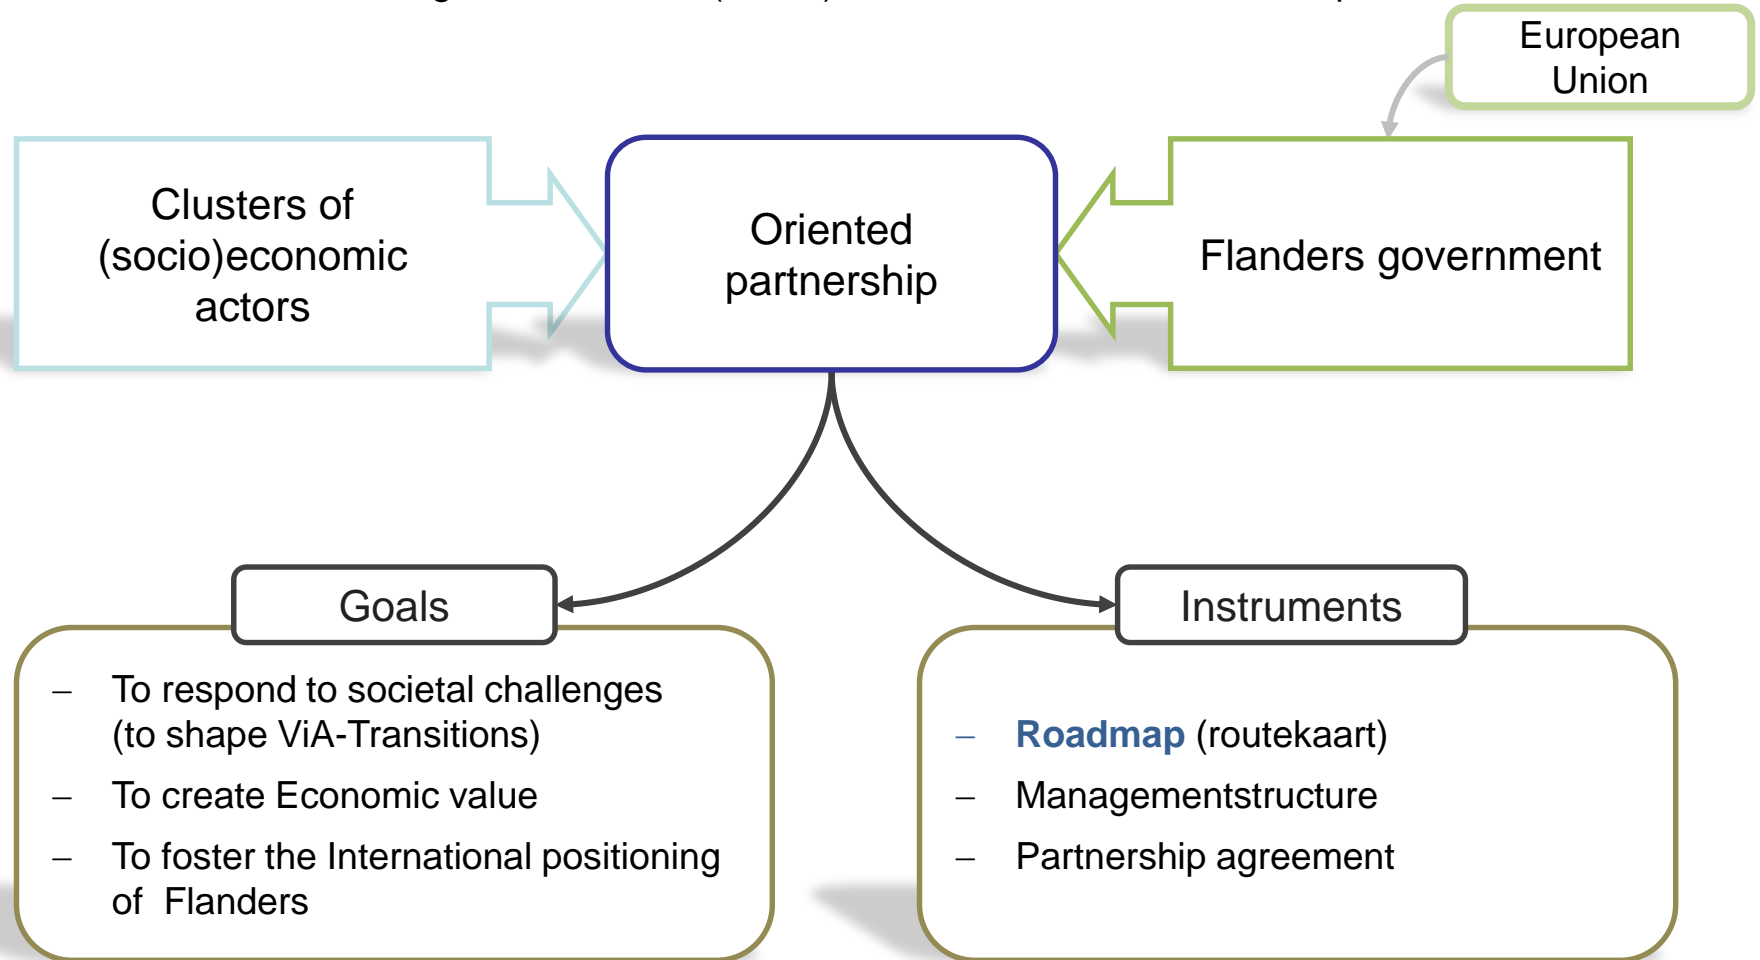 European
Union
Clusters of
(socio)economic
actors
Oriented
partnership
Flanders government
Goals
– To respond to societal challenges
(to shape ViA-Transitions)
– To create Economic value
– To foster the International positioning
of Flanders
Instruments
– Roadmap (routekaart)
– Managementstructure
– Partnership agreement